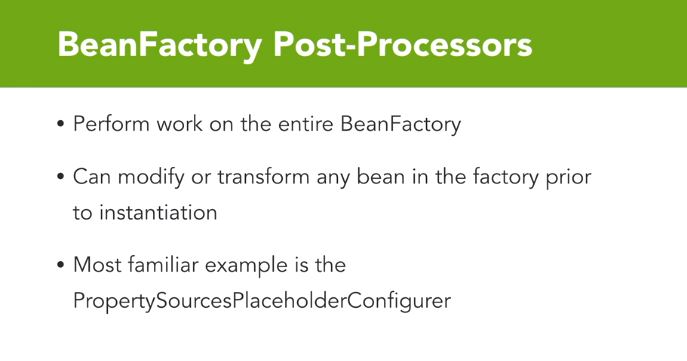 BeanFactory Post-Processors
• Perform work on the entire BeanFactory
• Can modify or transform any bean in the factory prior
to instantiation
• Most familiar example is the
PropertySourcesPlaceholderConfigurer